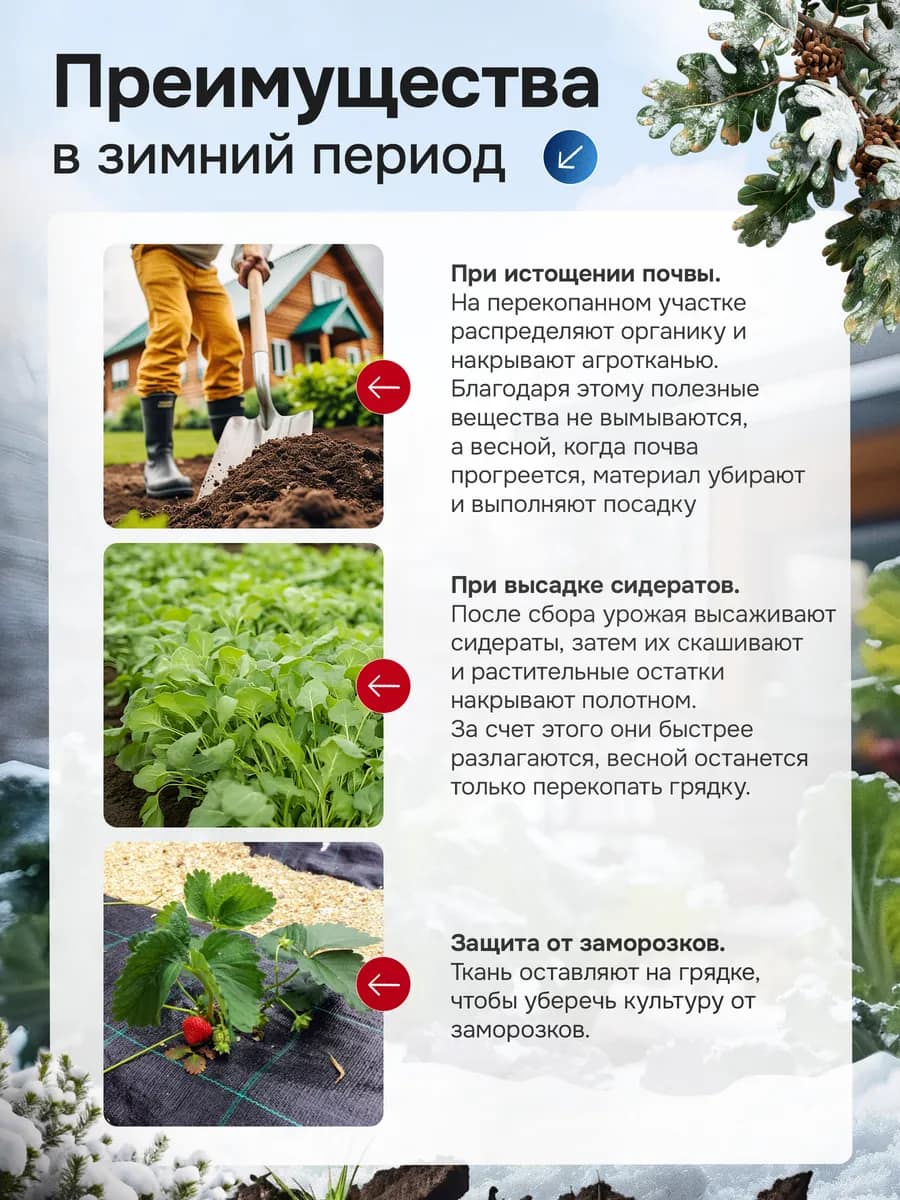 Преимущества
в зимний период
При истощении почвы.
На перекопанном участке
распределяют органику и
накрывают агротканью.
Благодаря этому полезные
вещества не вымываются,
а весной, когда почва
прогреется, материал убирают
и выполняют посадку
При высадке сидератов.
После сбора урожая высаживают
сидераты, затем их скашивают
и растительные остатки
накрывают полотном.
За счет этого они быстрее
разлагаются, весной останется
только перекопать грядку.
Защита от заморозков.
Ткань оставляют на грядке,
чтобы уберечь культуру от
заморозков.